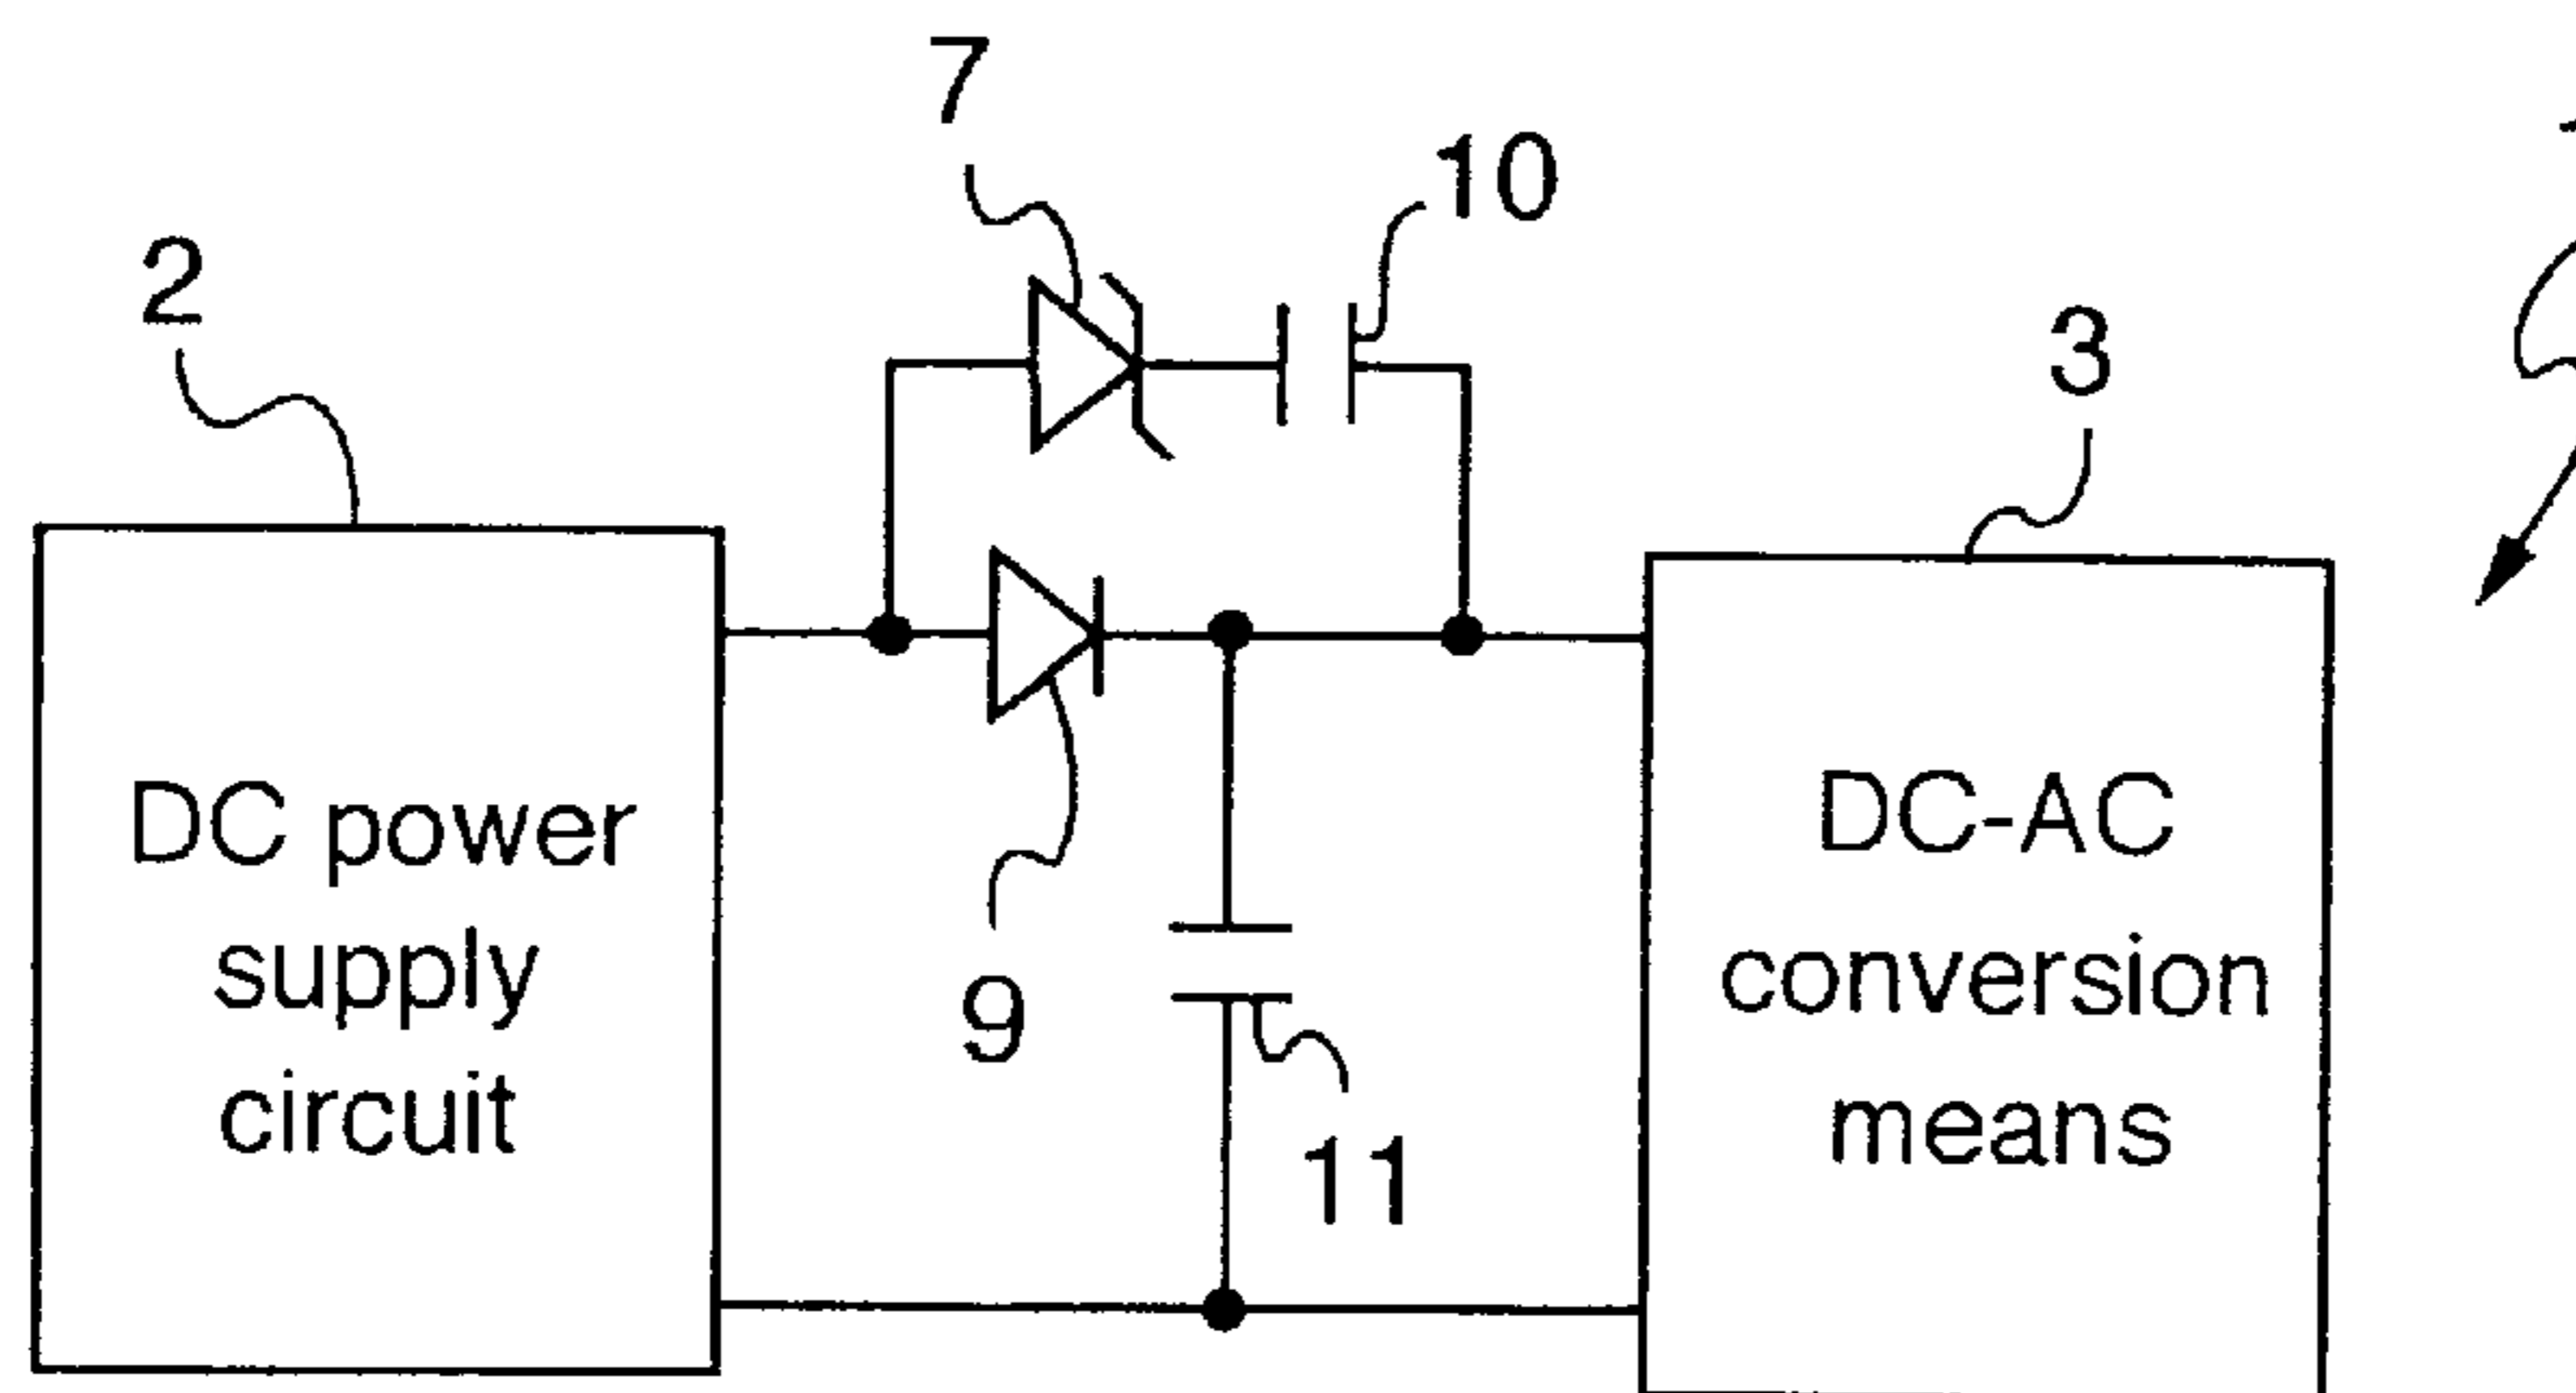 7
10
2
3
DC power
supply
circuit
DC-AC
conversion
means
9
11